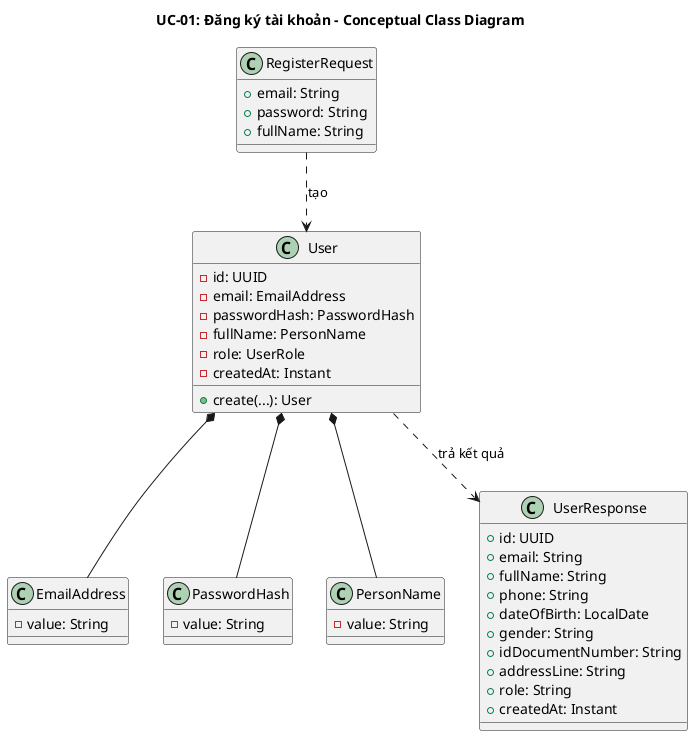 UC-01: Đăng ký tài khoản - Conceptual Class Diagram
C RegisterRequest
email: String
password: String
fullName: String
tạo
C User
id: UUID
email: EmailAddress
passwordHash: PasswordHash
fullName: PersonName
role: UserRole
createdAt: Instant
create(...): User
trả kết quả
C EmailAddress
value: String
C PasswordHash
value: String
C PersonName
value: String
C UserResponse
id: UUID
email: String
fullName: String
phone: String
dateOfBirth: LocalDate
gender: String
idDocumentNumber: String
addressLine: String
role: String
createdAt: Instant